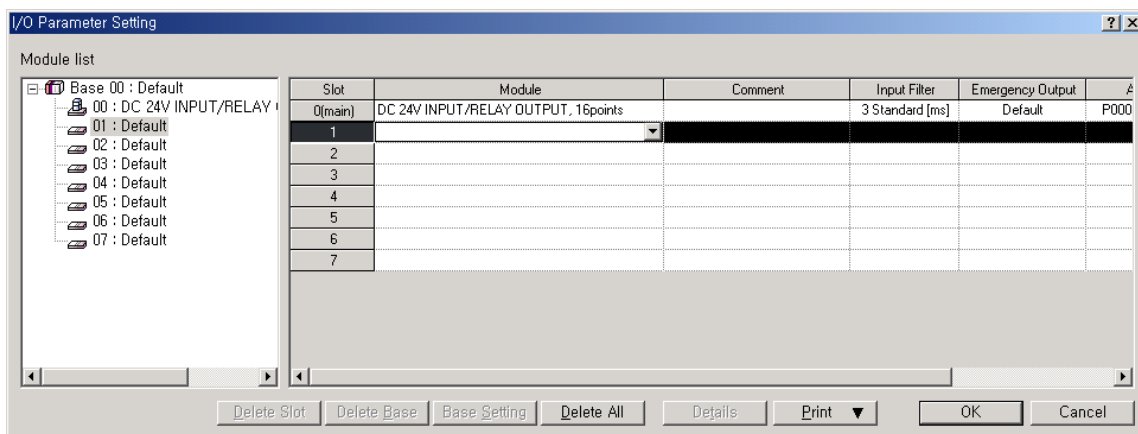 I/O Parameter Setting
Module list
Base 00 : Default
00 : DC 24V INPUT/RELAY
01 : Default
02 : Default
03 : Default
04 : Default
05 : Default
06 : Default
07 : Default
Slot Module Comment Input Filter Emergency Output A
0(main) DC 24V INPUT/RELAY OUTPUT, 16points 3 Standard [ms] Default P000
1
2
3
4
5
6
7
Delete Slot Delete Base Base Setting Delete All Details Print ▼ OK Cancel